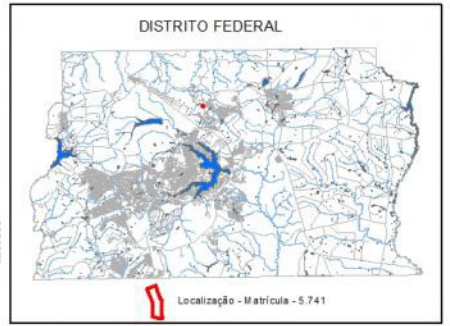 DISTRITO FEDERAL
Localização - Matrícula - 5.741